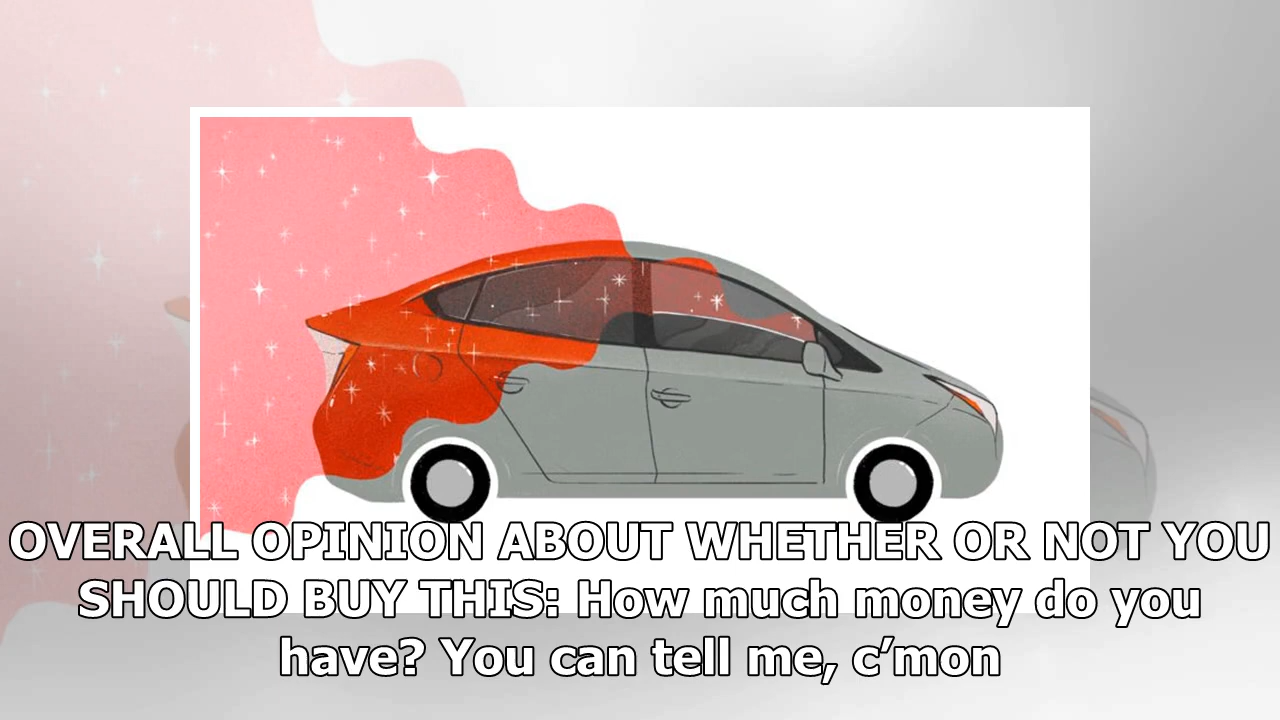 OVERALL OPINION ABOUT WHETHER OR NOT YOU
SHOULD BUY THIS: How much money do you
have? You can tell me, c’mon